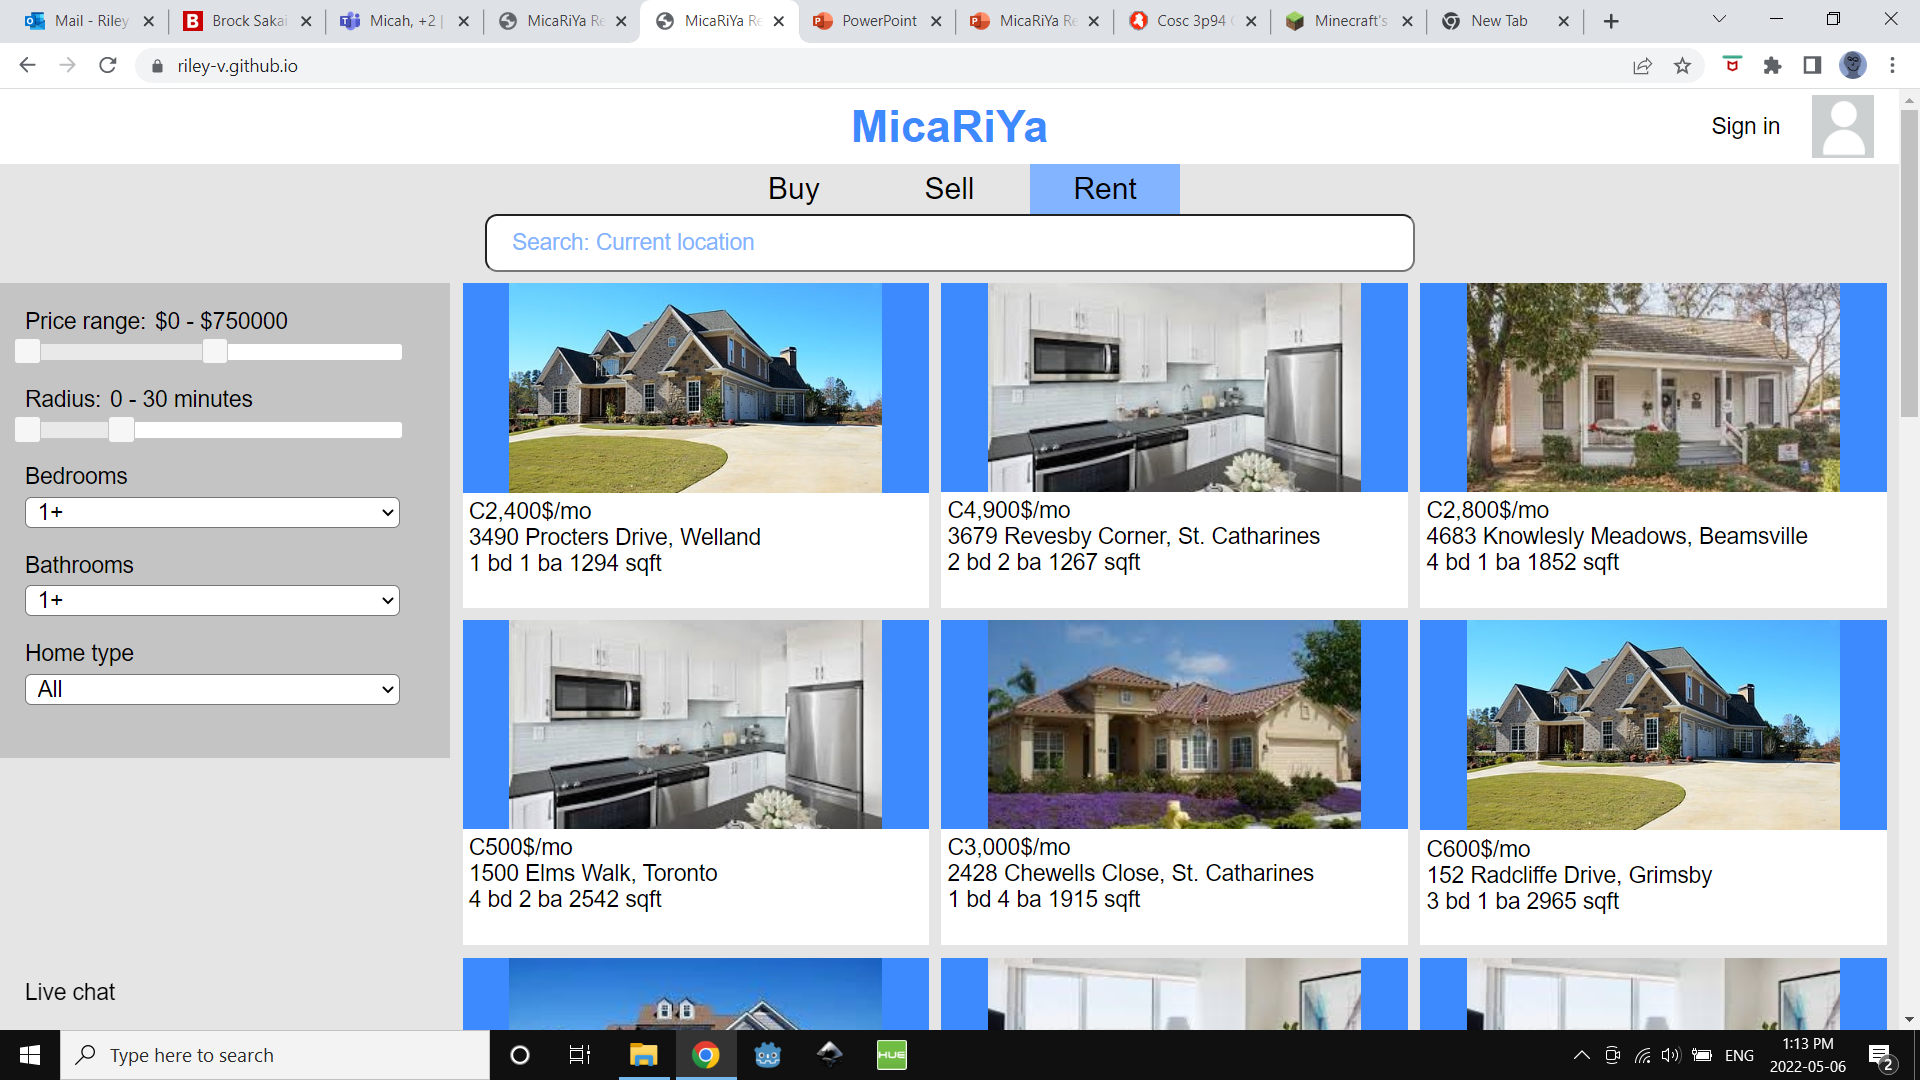 Mail - Riley
Brock Sakai
Micah, +2 |
MicaRiYa Re
MicaRiYa Re
PowerPoint
MicaRiYa Re
Cosc 3p94
Minecraft's
New Tab
riley-v.github.io
MicaRiYa
Sign in
Buy
Sell
Rent
Search: Current location
Price range: $0 - $750000
Radius: 0 - 30 minutes
Bedrooms
1+
Bathrooms
1+
Home type
All
Live chat
C2,400$/mo
3490 Procters Drive, Welland
1 bd 1 ba 1294 sqft
C4,900$/mo
3679 Revesby Corner, St. Catharines
2 bd 2 ba 1267 sqft
C2,800$/mo
4683 Knowlesly Meadows, Beamsville
4 bd 1 ba 1852 sqft
C500$/mo
1500 Elms Walk, Toronto
4 bd 2 ba 2542 sqft
C3,000$/mo
2428 Chewells Close, St. Catharines
1 bd 4 ba 1915 sqft
C600$/mo
152 Radcliffe Drive, Grimsby
3 bd 1 ba 2965 sqft
Type here to search
HUE
ENG
1:13 PM
2022-05-06
2